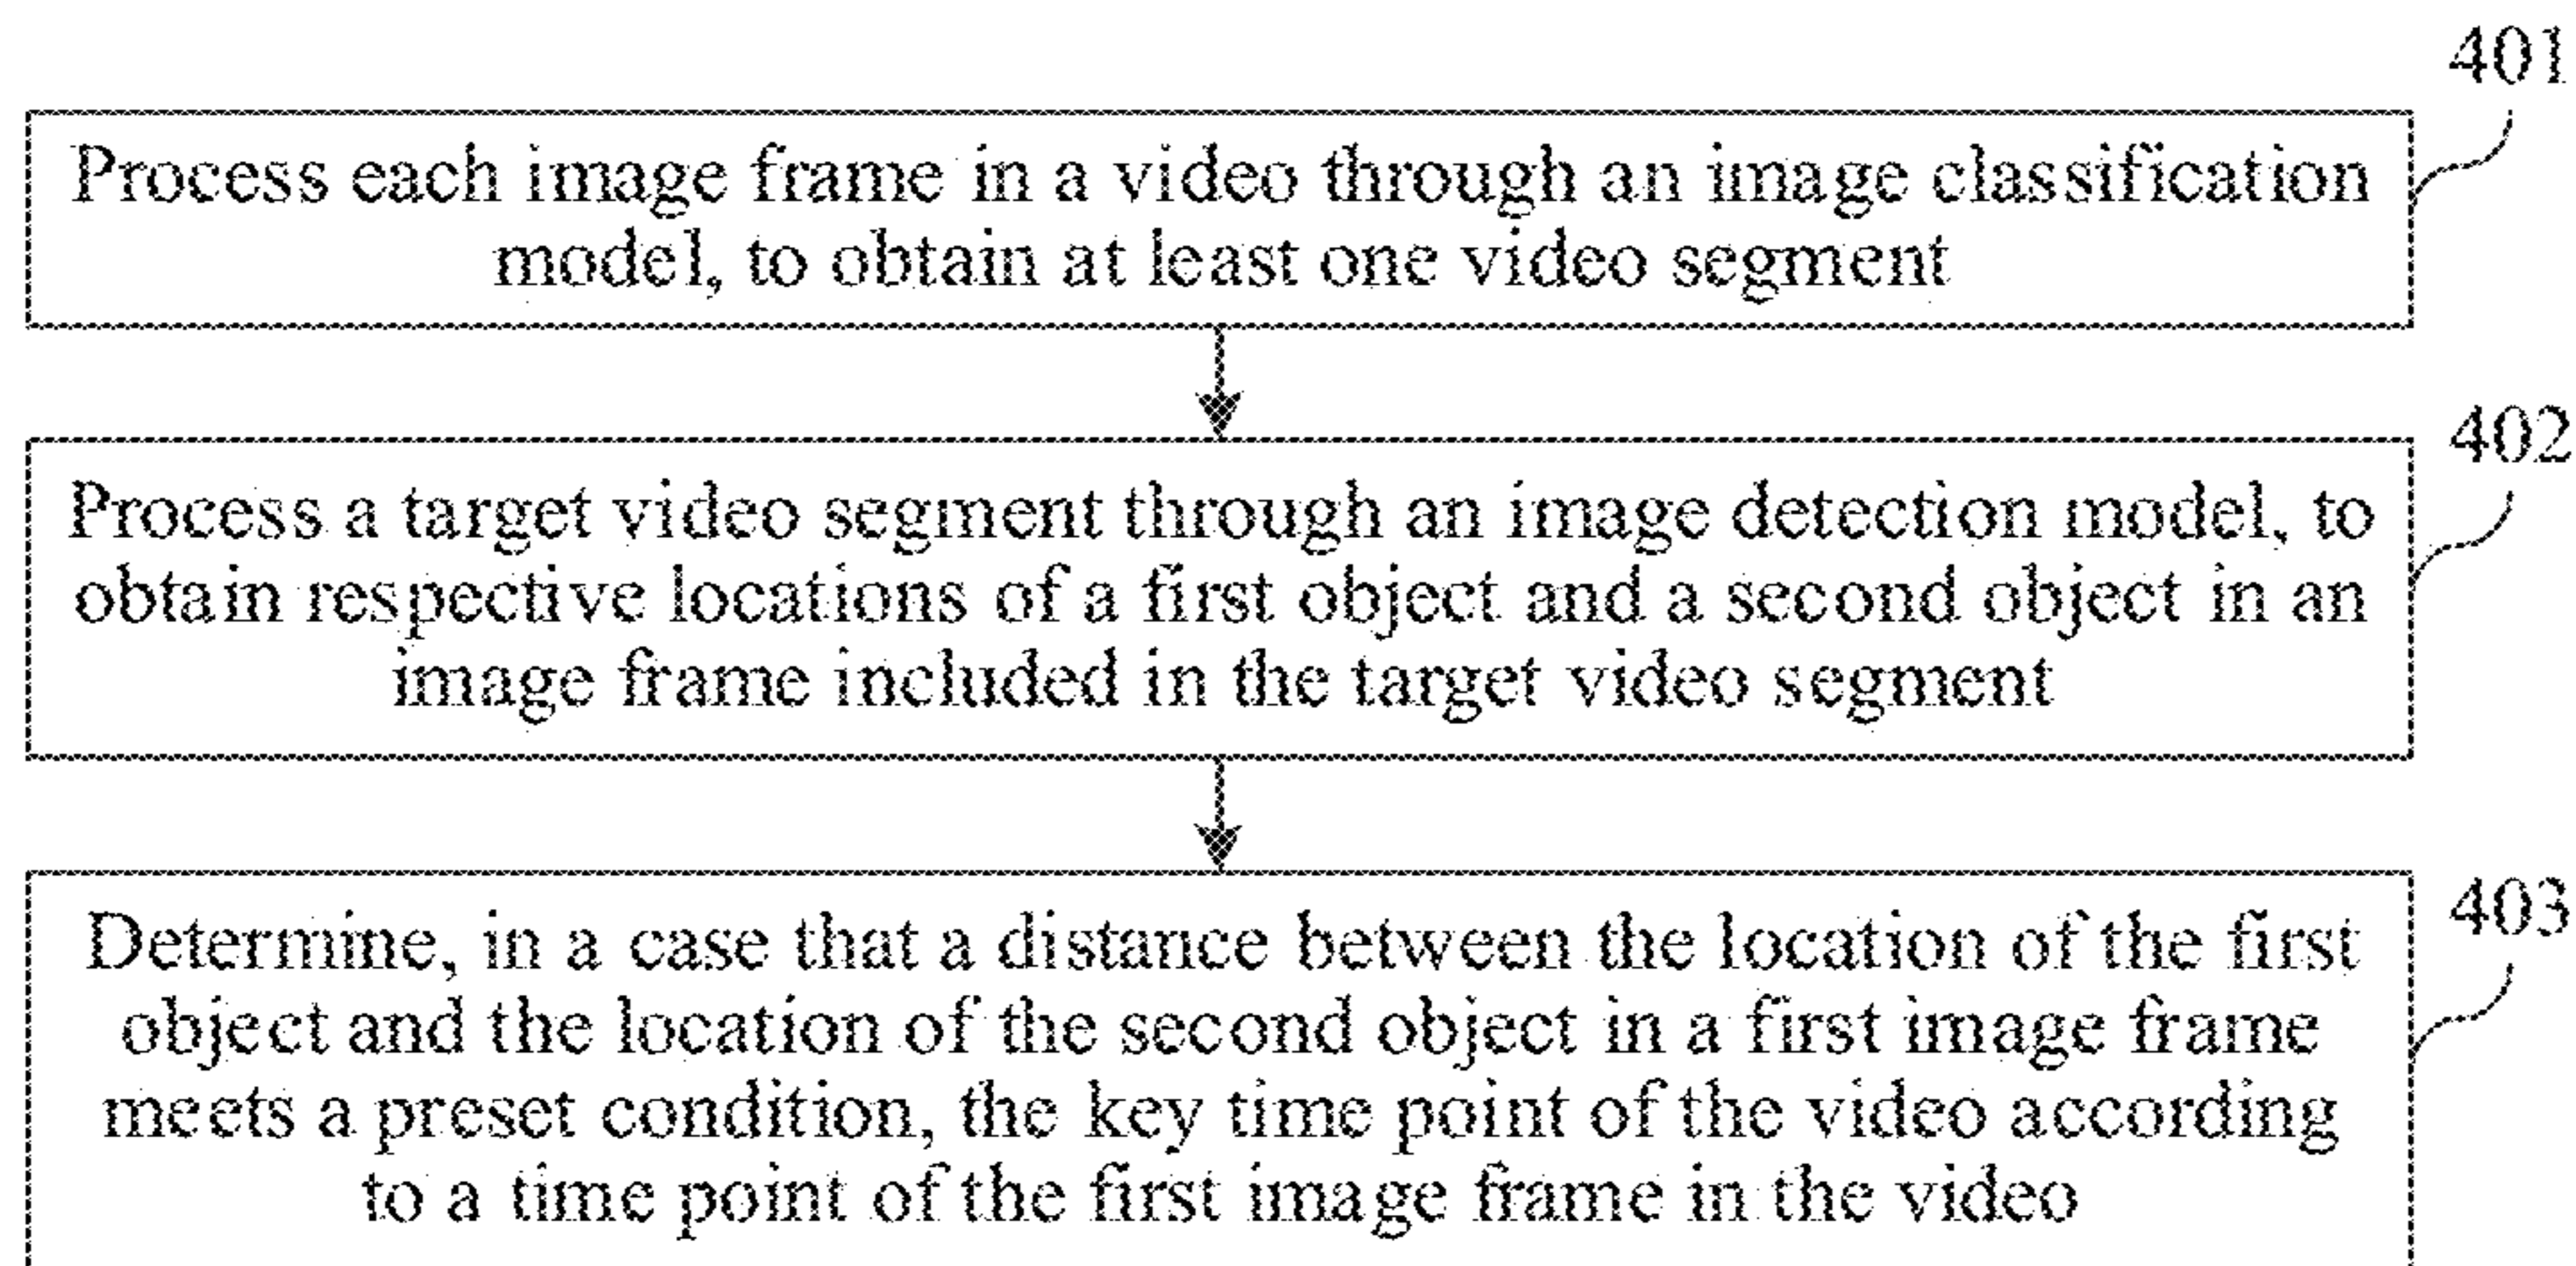 401
Process each image frame in a video through an image classification
model, to obtain at least one video segment
402
Process a target video segment through an image detection model, to
obtain respective locations of a first object and a second object in an
image frame included in the target video segment
403
Determine, in a case that a distance between the location of the first
object and the location of the second object in a first image frame
meets a preset condition, the key time point of the video according
to a time point of the first image frame in the video